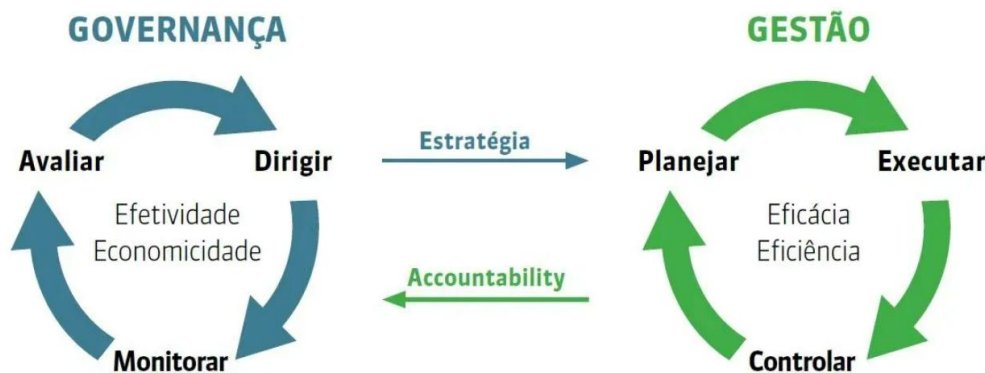 GOVERNANÇA
Avaliar
Dirigir
Efetividade
Economicidade
Monitorar
Estratégia
Accountability
GESTÃO
Planejar
Executar
Eficácia
Eficiência
Controlar